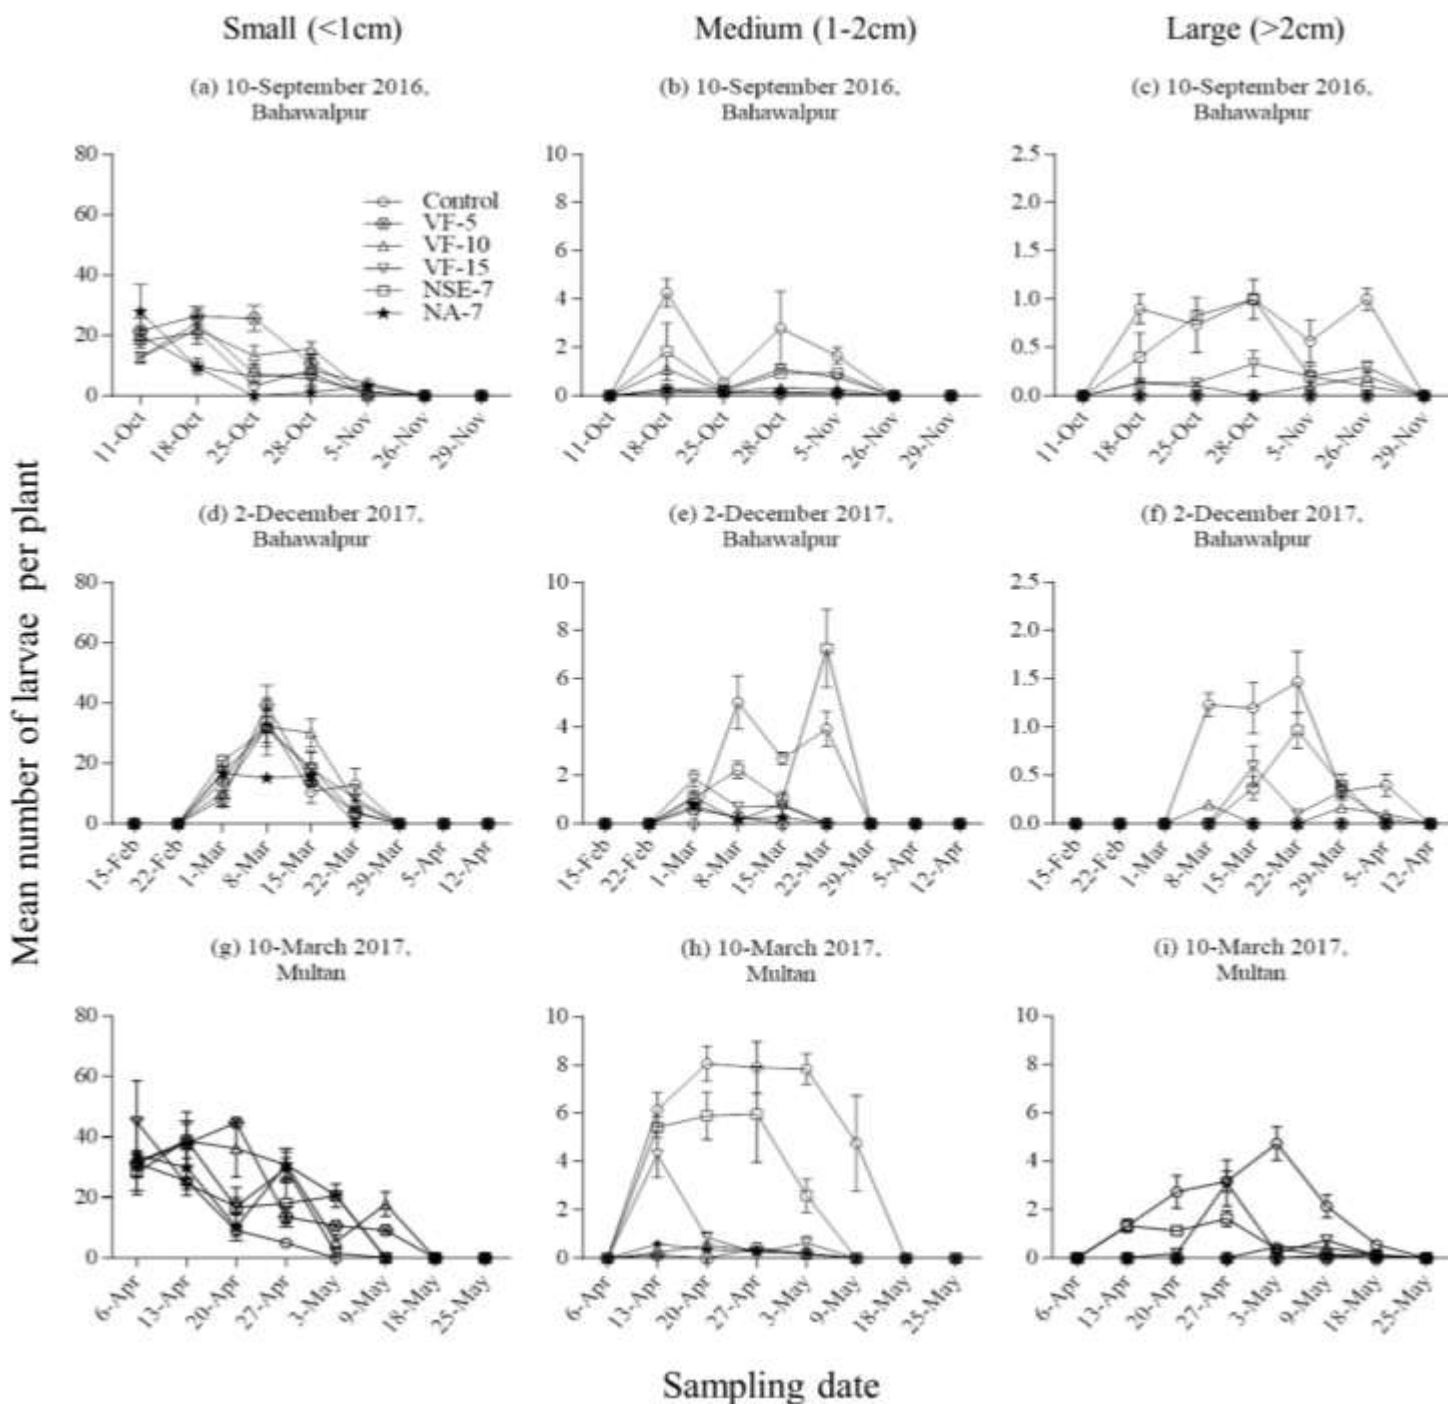 Small (<1cm)
Medium (1-2cm)
Large (>2cm)
(a) 10-September 2016,
Bahawalpur
(b) 10-September 2016,
Bahawalpur
(c) 10-September 2016,
Bahawalpur
80
60
40
20
0
Control
VF-5
VF-10
VF-15
NSE-7
NA-7
11-Oct
18-Oct
25-Oct
28-Oct
5-Nov
26-Nov
29-Nov
10
8
6
4
2
0
11-Oct
18-Oct
25-Oct
28-Oct
5-Nov
26-Nov
29-Nov
2.5
2.0
1.5
1.0
0.5
0.0
11-Oct
18-Oct
25-Oct
28-Oct
5-Nov
26-Nov
29-Nov
Mean number of larvae per plant
(d) 2-December 2017,
Bahawalpur
(e) 2-December 2017,
Bahawalpur
(f) 2-December 2017,
Bahawalpur
80
60
40
20
0
15-Feb
22-Feb
1-Mar
8-Mar
15-Mar
22-Mar
29-Mar
5-Apr
12-Apr
10
8
6
4
2
0
15-Feb
22-Feb
1-Mar
8-Mar
15-Mar
22-Mar
29-Mar
5-Apr
12-Apr
2.5
2.0
1.5
1.0
0.5
0.0
15-Feb
22-Feb
1-Mar
8-Mar
15-Mar
22-Mar
29-Mar
5-Apr
12-Apr
(g) 10-March 2017,
Multan
(h) 10-March 2017,
Multan
(i) 10-March 2017,
Multan
80
60
40
20
0
6-Apr
13-Apr
20-Apr
27-Apr
3-May
9-May
18-May
25-May
10
8
6
4
2
0
6-Apr
13-Apr
20-Apr
27-Apr
3-May
9-May
18-May
25-May
10
8
6
4
2
0
6-Apr
13-Apr
20-Apr
27-Apr
3-May
9-May
18-May
25-May
Sampling date